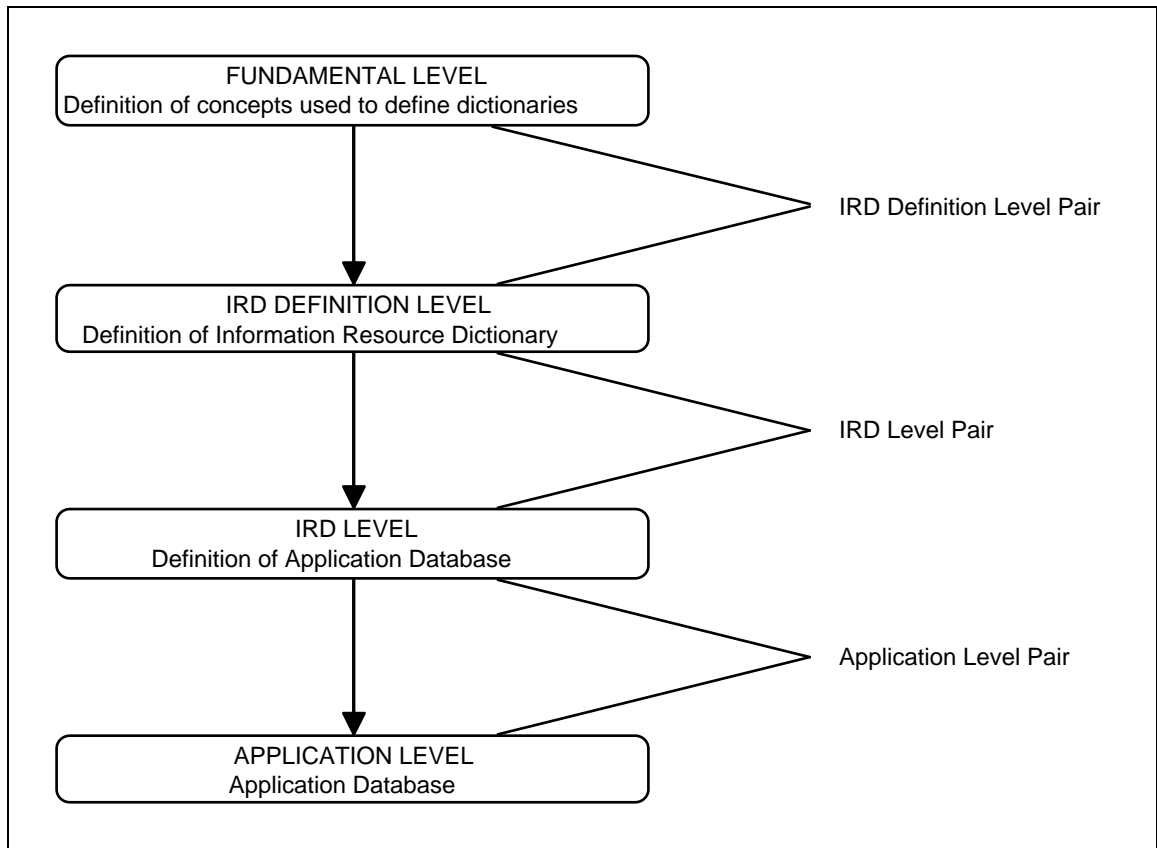 FUNDAMENTAL LEVEL
Definition of concepts used to define dictionaries
IRD Definition Level Pair
IRD DEFINITION LEVEL
Definition of Information Resource Dictionary
IRD Level Pair
IRD LEVEL
Definition of Application Database
Application Level Pair
APPLICATION LEVEL
Application Database